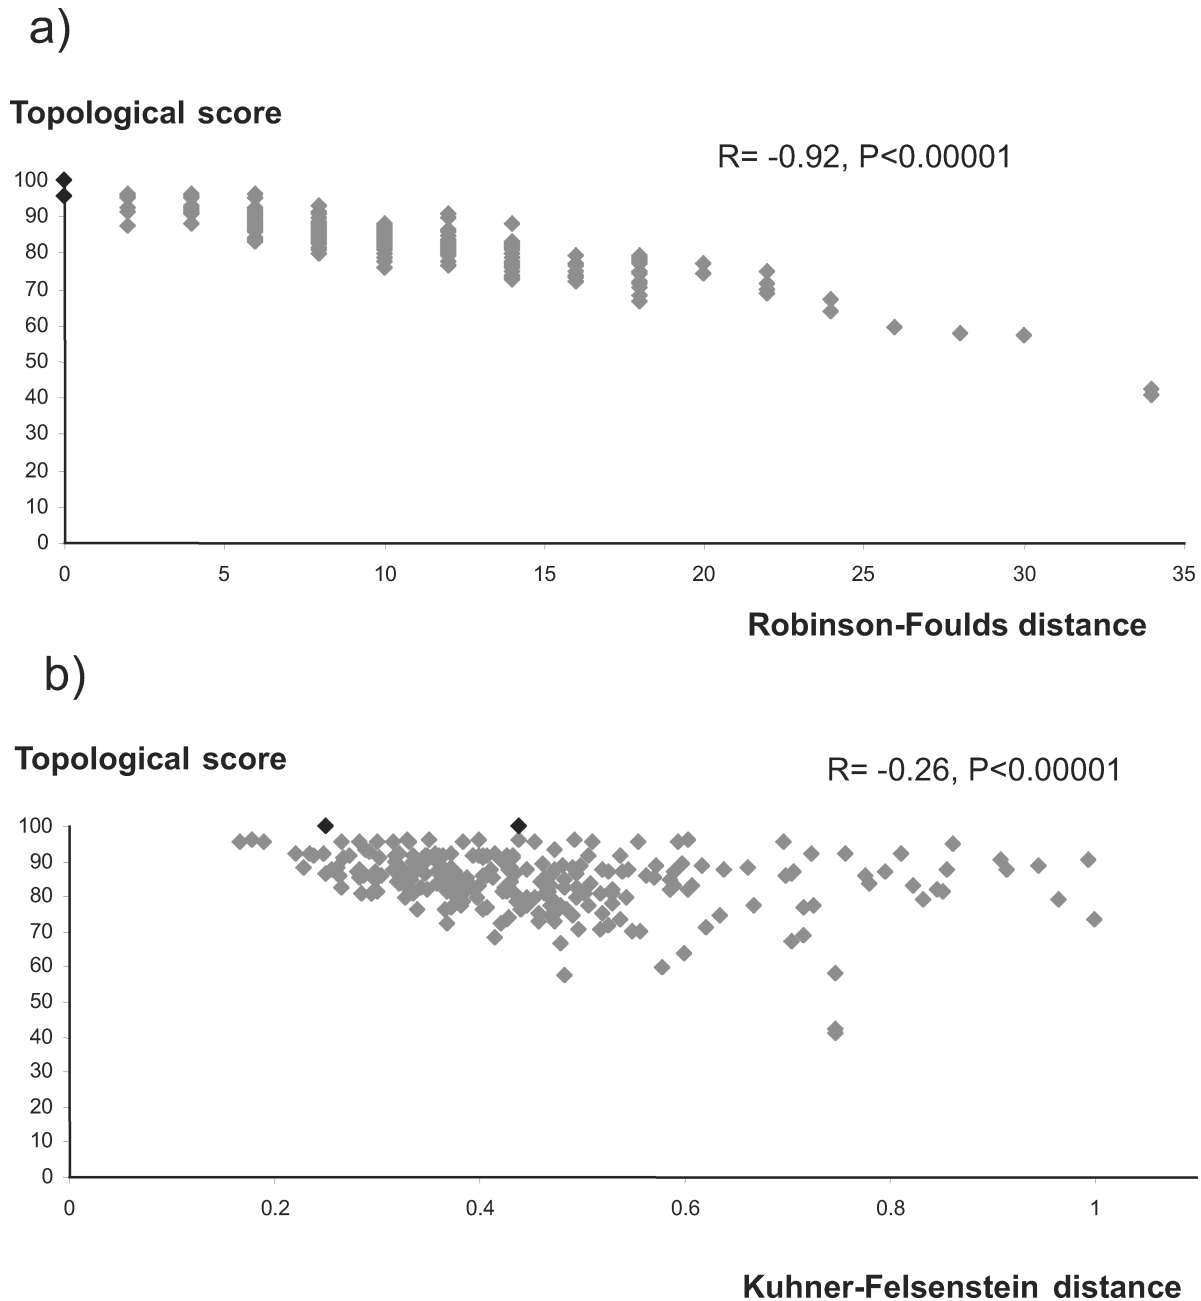 a)
Topological score
R= -0.92, P<0.00001
100
90
80
70
60
50
40
30
20
10
0
0 5 10 15 20 25 30 35
Robinson-Foulds distance
b)
Topological score
R= -0.26, P<0.00001
100
90
80
70
60
50
40
30
20
10
0
0 0.2 0.4 0.6 0.8 1
Kuhner-Felsenstein distance